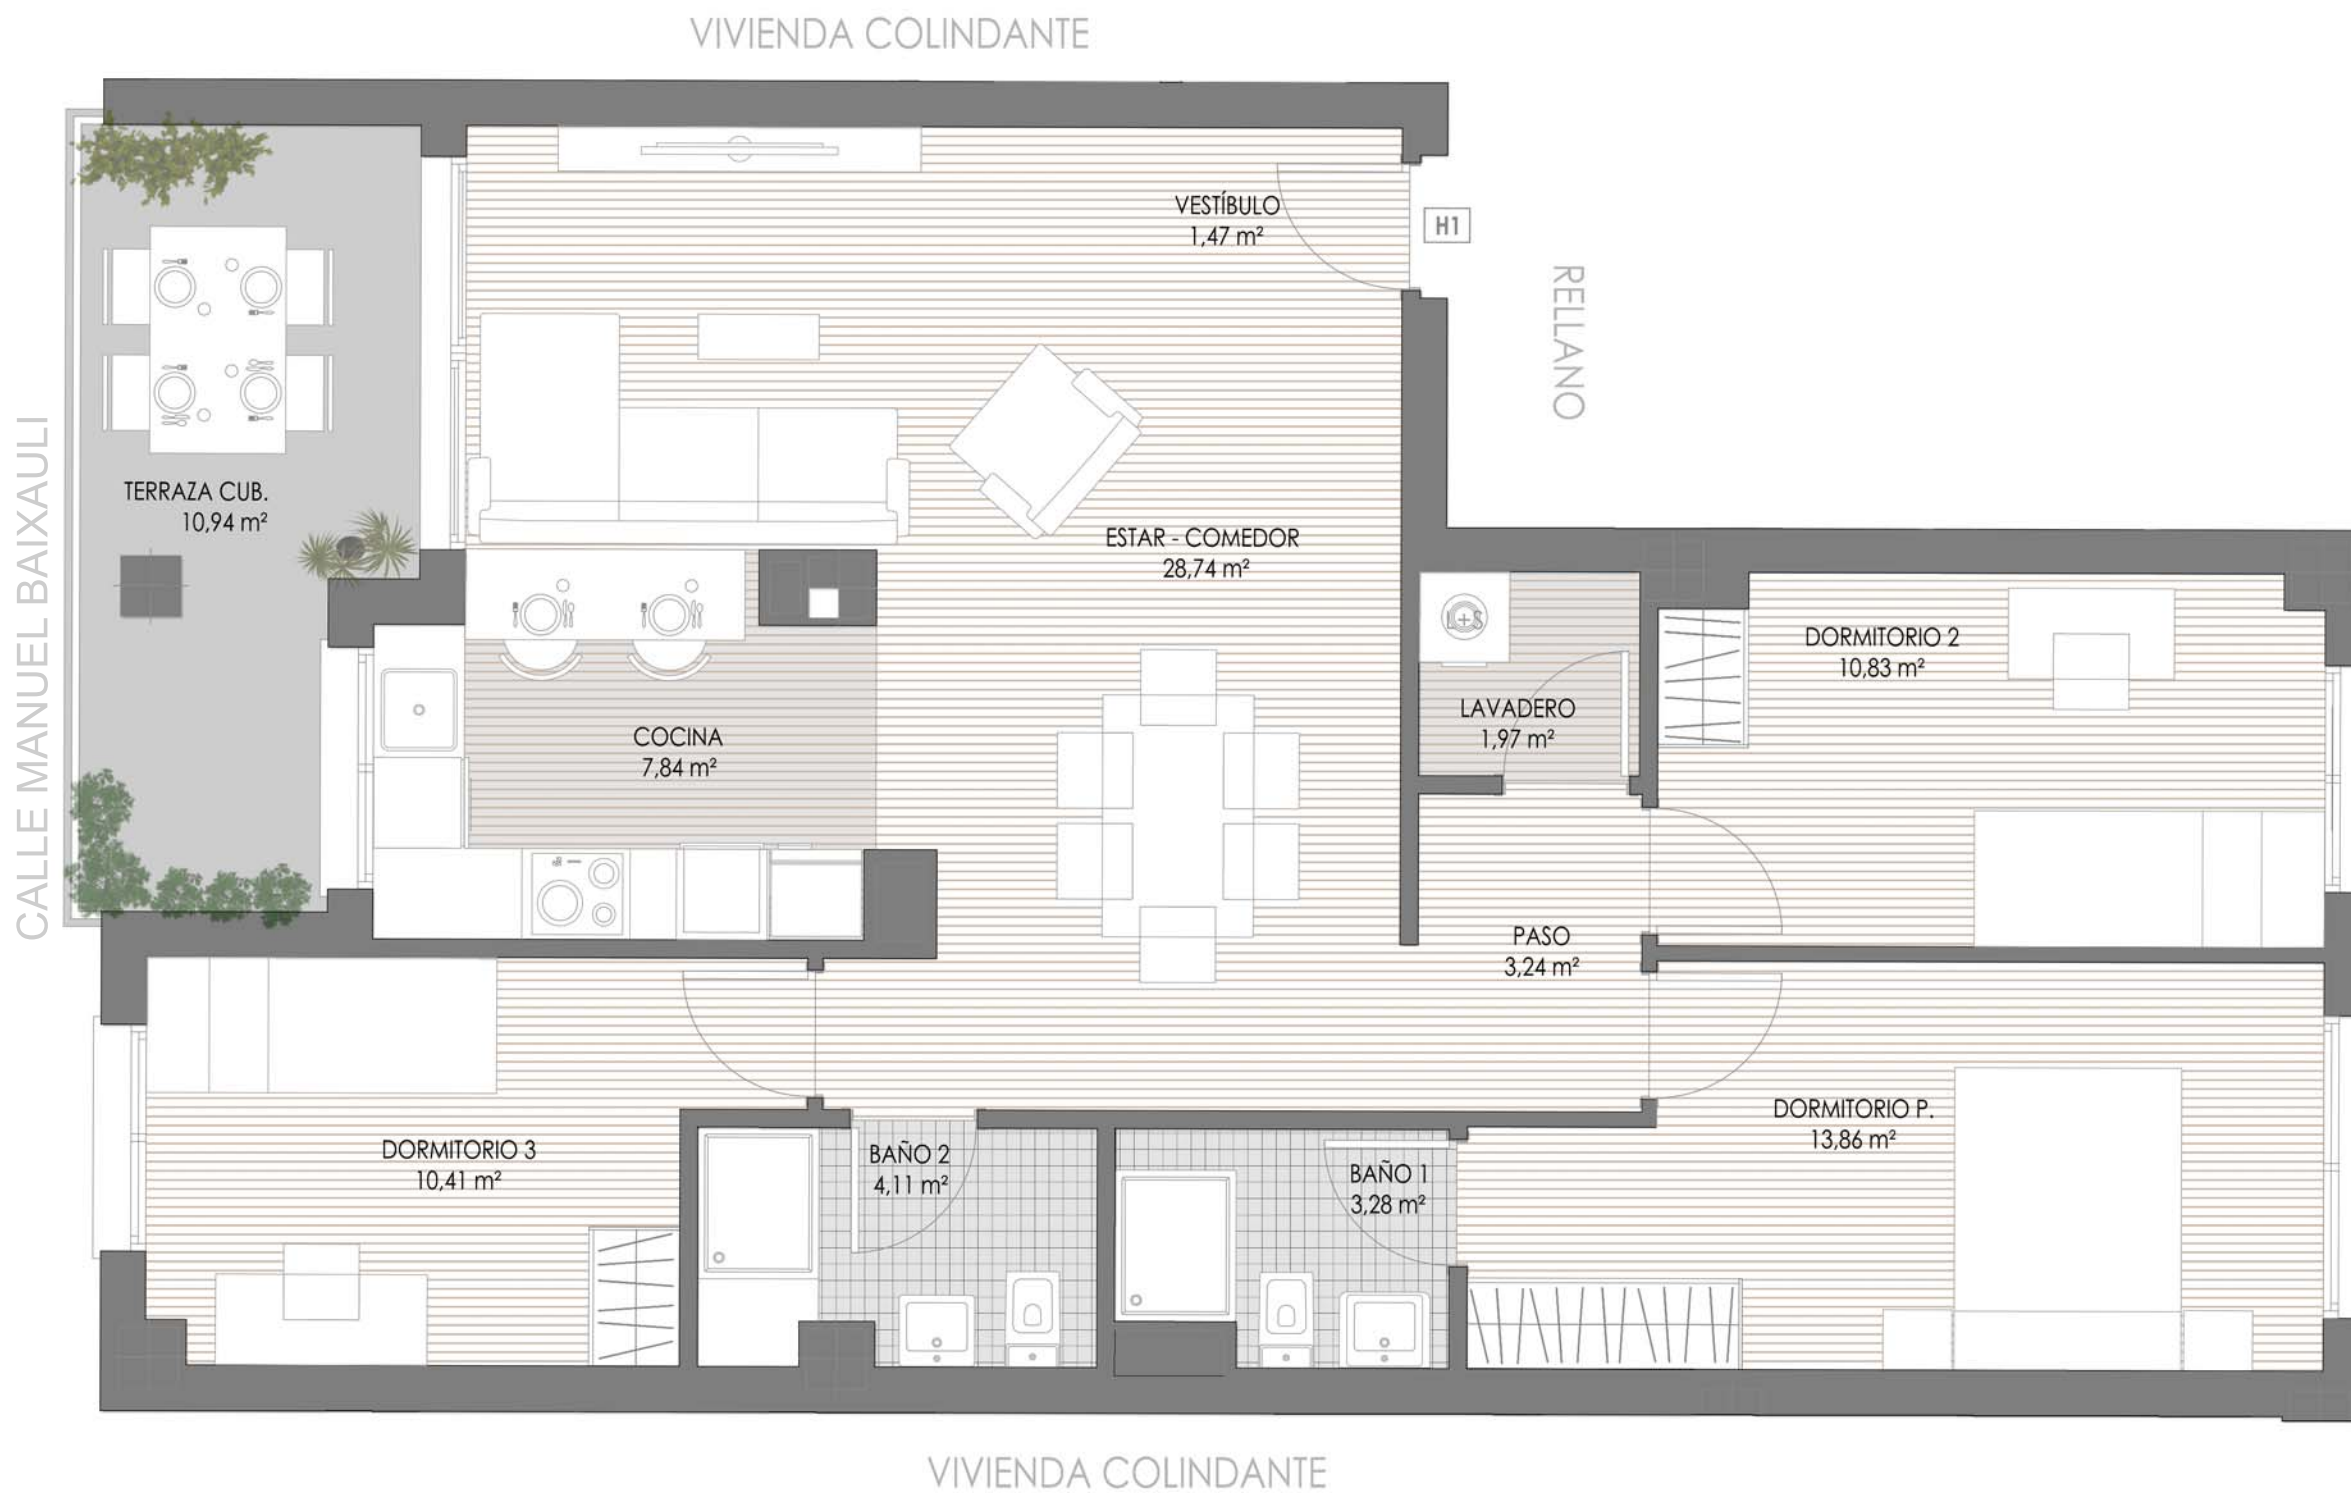 VIVIENDA COLINDANTE
VESTÍBULO
1,47 m²
H1
RELLANO
CALLE MANUEL BAIXAULI
TERRAZA CUB.
10,94 m²
ESTAR - COMEDOR
28,74 m²
LS
DORMITORIO 2
10,83 m²
LAVADERO
1,97 m²
COCINA
7,84 m²
PASO
3,24 m²
DORMITORIO P.
13,86 m²
DORMITORIO 3
10,41 m²
BAÑO 2
4,11 m²
BAÑO 1
3,28 m²
VIVIENDA COLINDANTE